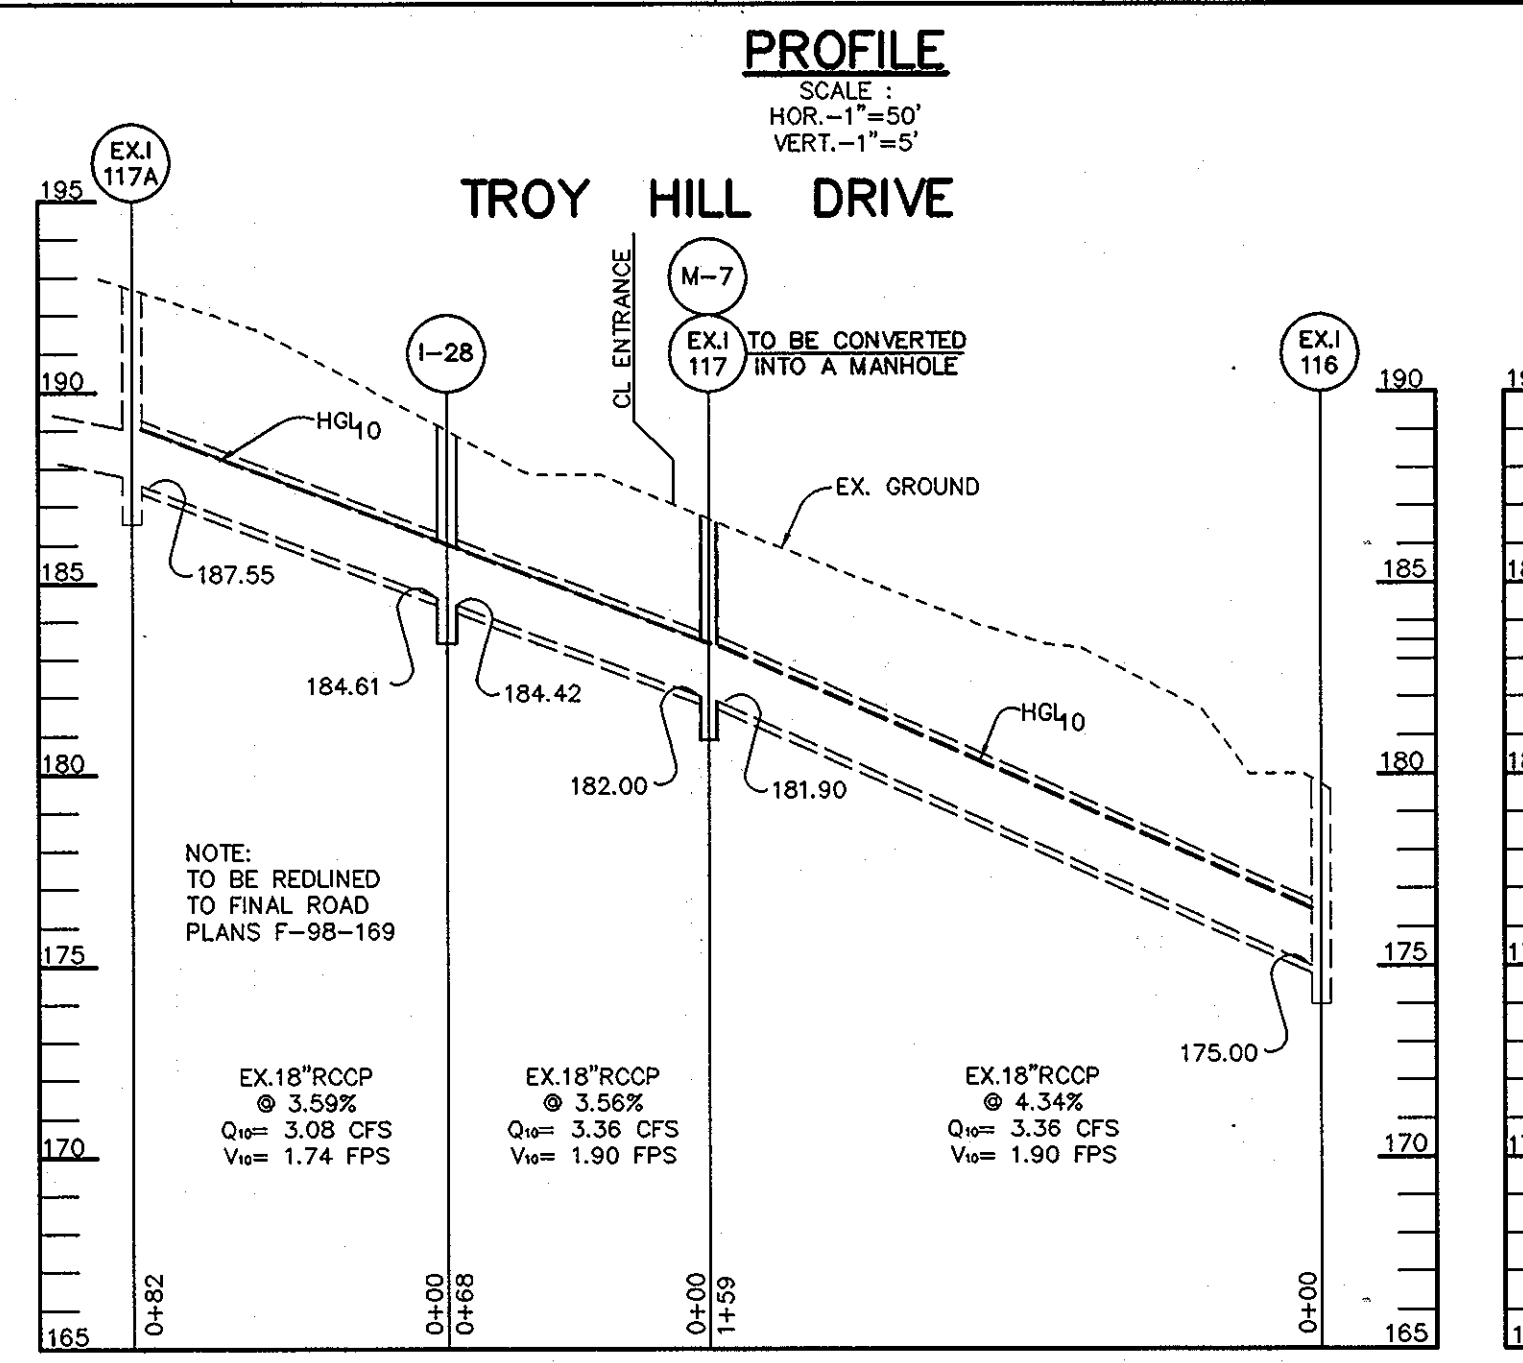 PROFILE
SCALE :
HOR.-1"=50'
VERT.-1"=5'
TROY HILL DRIVE
EX.I
117A
I-28
CL ENTRANCE
M-7
EX.I
117
TO BE CONVERTED
INTO A MANHOLE
EX.I
116
195
190
185
180
175
170
165
190
185
180
175
170
165
HGL10
EX. GROUND
HGL10
187.55
184.61
184.42
182.00
181.90
175.00
NOTE:
TO BE REDLINED
TO FINAL ROAD
PLANS F-98-169
EX.18"RCCP
@ 3.59%
Q10= 3.08 CFS
V10= 1.74 FPS
EX.18"RCCP
@ 3.56%
Q10= 3.36 CFS
V10= 1.90 FPS
EX.18"RCCP
@ 4.34%
Q10= 3.36 CFS
V10= 1.90 FPS
0+82
0+00
0+68
0+00
1+59
0+00